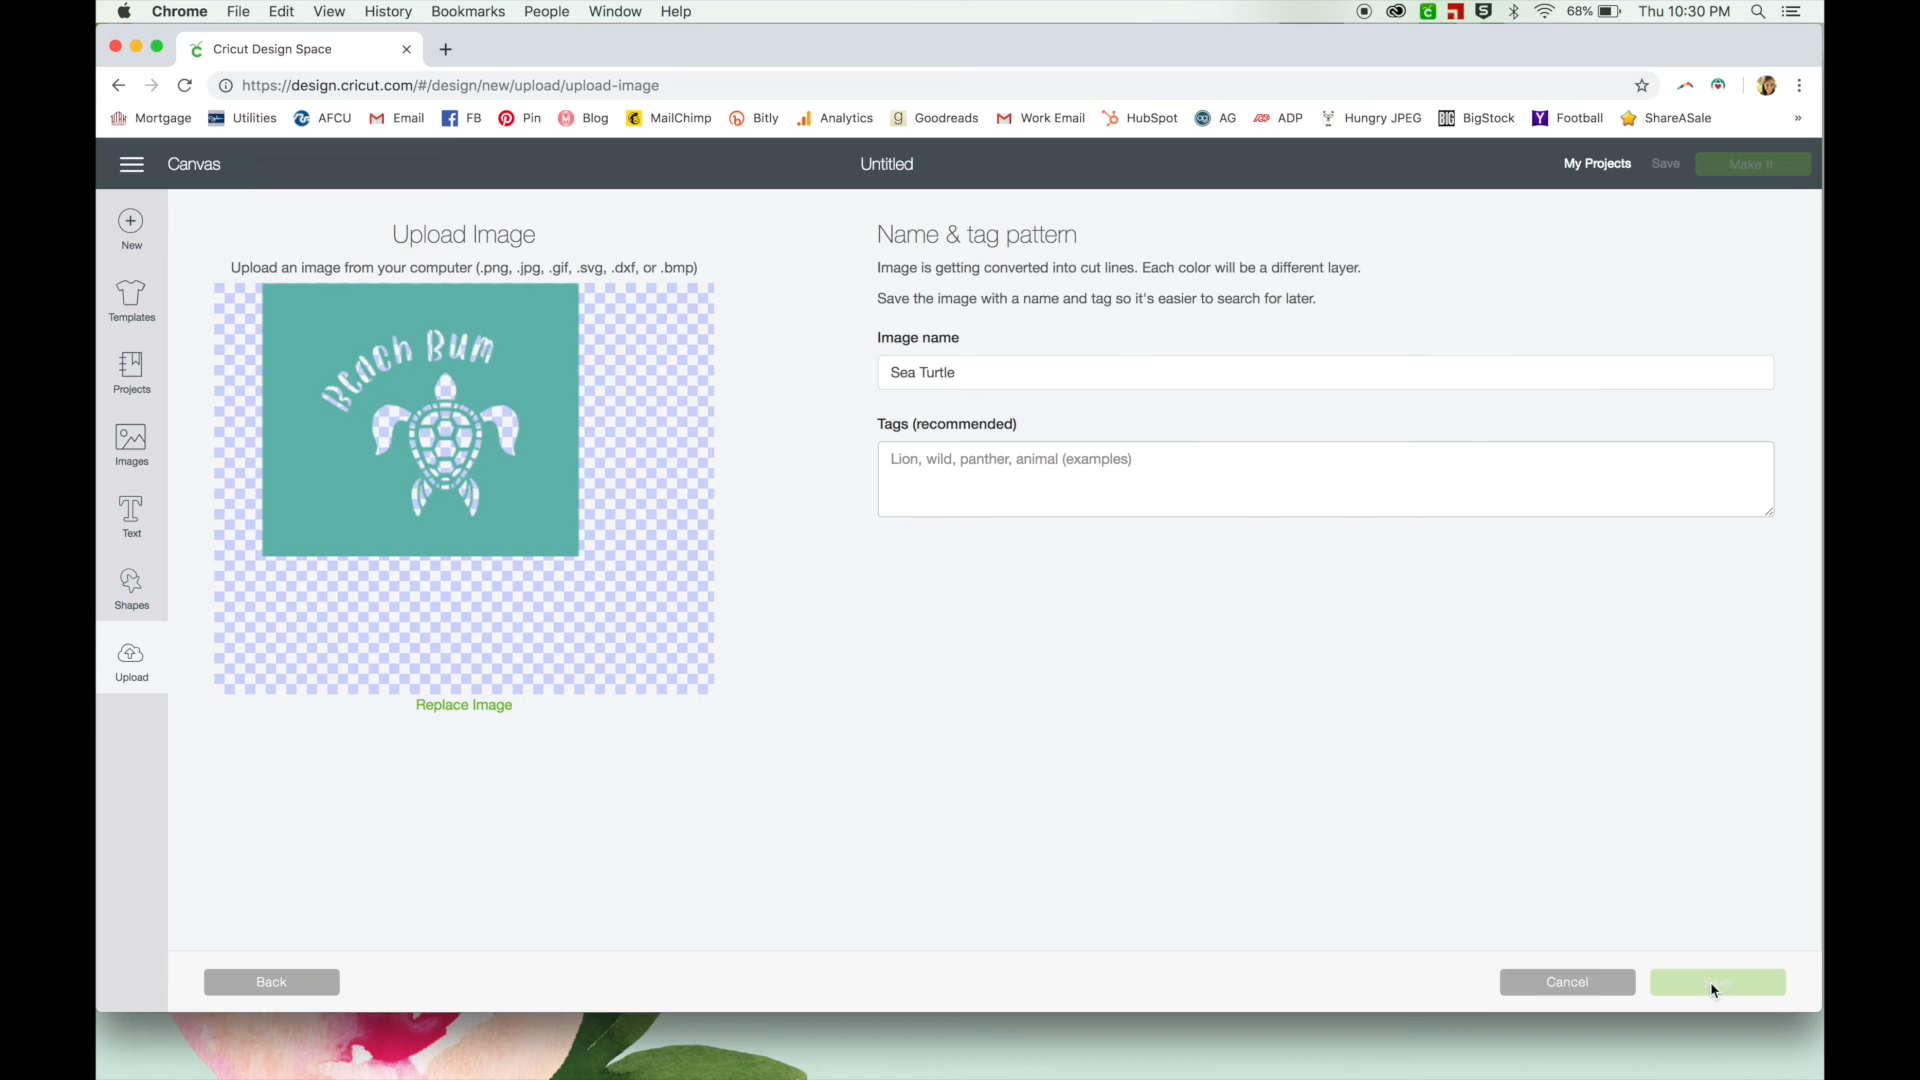 Chrome File Edit View History Bookmarks People Window Help 68% Thu 10:30 PM
Cricut Design Space
https://design.cricut.com/#/design/new/upload/upload-image
Mortgage Utilities AFCU Email FB Pin Blog MailChimp Bitly Analytics Goodreads Work Email HubSpot AG ADP Hungry JPEG BigStock Football ShareASale »
Canvas Untitled My Projects Save Make It
New
Templates
Projects
Images
Text
Shapes
Upload
Upload Image
Upload an image from your computer (.png, .jpg, .gif, .svg, .dxf, or .bmp)
Beach Bum
Replace Image
Name & tag pattern
Image is getting converted into cut lines. Each color will be a different layer.
Save the image with a name and tag so it's easier to search for later.
Image name
Sea Turtle
Tags (recommended)
Lion, wild, panther, animal (examples)
Back Cancel Save